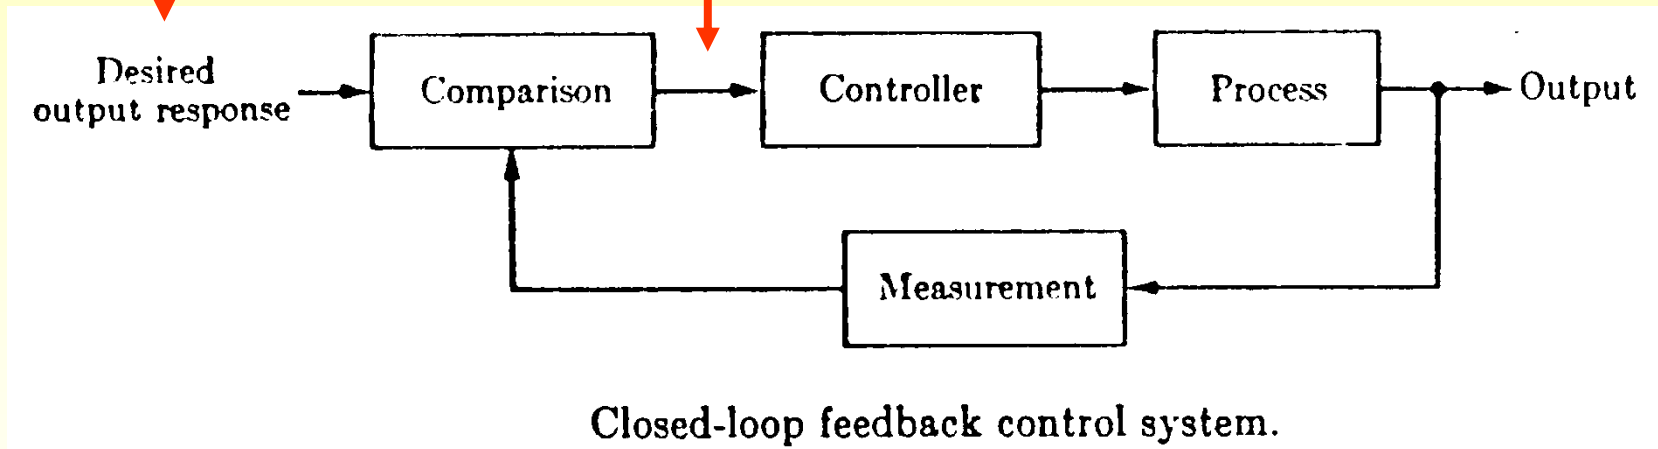 Desired
output response
Comparison
Controller
Process
Output
Measurement
Closed-loop feedback control system.